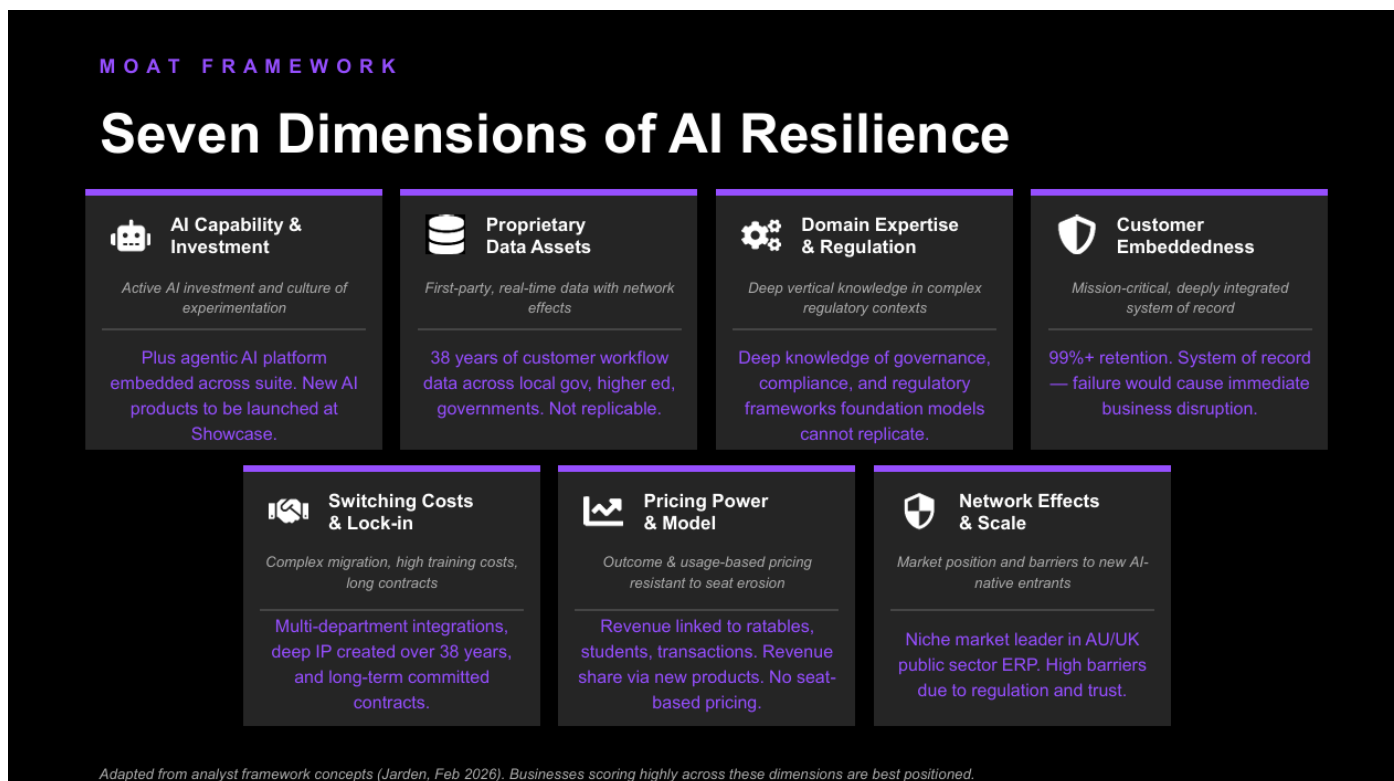 MOAT FRAMEWORK
Seven Dimensions of AI Resilience
AI Capability &
Investment
Active AI investment and culture of
experimentation
Plus agentic AI platform
embedded across suite. New AI
products to be launched at
Showcase.
Proprietary
Data Assets
First-party, real-time data with network
effects
38 years of customer workflow
data across local gov, higher ed,
governments. Not replicable.
Domain Expertise
& Regulation
Deep vertical knowledge in complex
regulatory contexts
Deep knowledge of governance,
compliance, and regulatory
frameworks foundation models
cannot replicate.
Customer
Embeddedness
Mission-critical, deeply integrated
system of record
99%+ retention. System of record
— failure would cause immediate
business disruption.
Switching Costs
& Lock-in
Complex migration, high training costs,
long contracts
Multi-department integrations,
deep IP created over 38 years,
and long-term committed
contracts.
Pricing Power
& Model
Outcome & usage-based pricing
resistant to seat erosion
Revenue linked to ratables,
students, transactions. Revenue
share via new products. No seat-
based pricing.
Network Effects
& Scale
Market position and barriers to new AI-
native entrants
Niche market leader in AU/UK
public sector ERP. High barriers
due to regulation and trust.
Adapted from analyst framework concepts (Jarden, Feb 2026). Businesses scoring highly across these dimensions are best positioned.